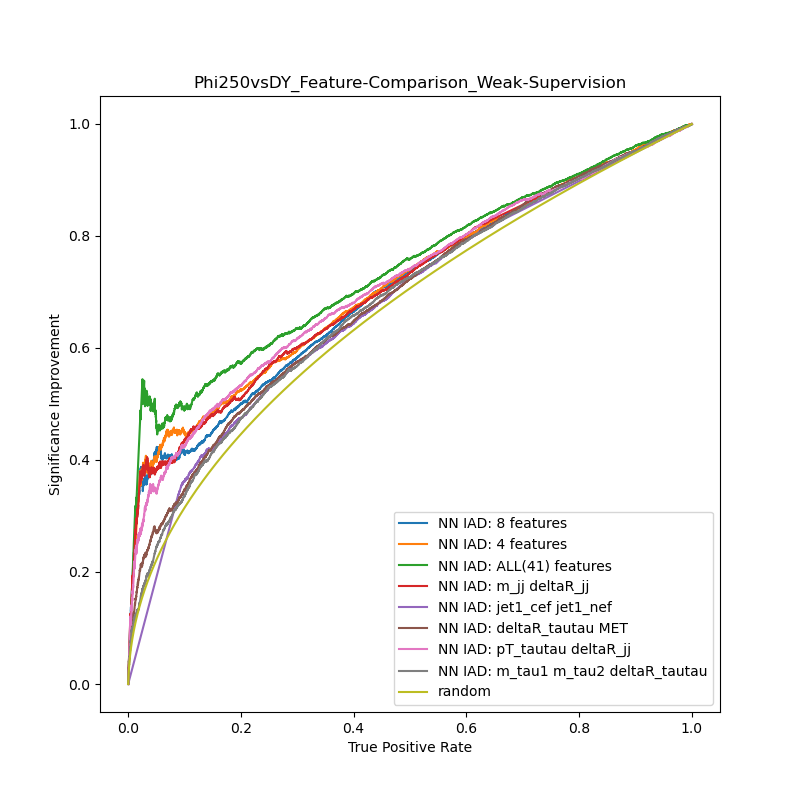 Phi250vsDY_Feature-Comparison_Weak-Supervision
1.0
0.8
0.6
0.4
0.2
0.0
Significance Improvement
NN IAD: 8 features
NN IAD: 4 features
NN IAD: ALL(41) features
NN IAD: m_jj deltaR_jj
NN IAD: jet1_cef jet1_nef
NN IAD: deltaR_tautau MET
NN IAD: pT_tautau deltaR_jj
NN IAD: m_tau1 m_tau2 deltaR_tautau
random
0.0 0.2 0.4 0.6 0.8 1.0
True Positive Rate